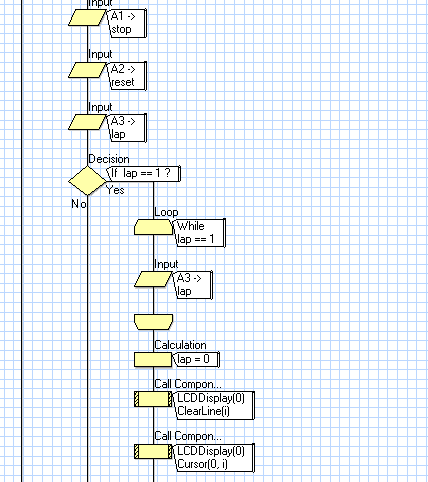 Input
A1 ->
stop
Input
A2 ->
reset
Input
A3 ->
lap
Decision
If lap == 1 ?
Yes
No
Loop
While
lap == 1
Input
A3 ->
lap
Calculation
lap = 0
Call Compon...
LCDDisplay(0)
ClearLine(i)
Call Compon...
LCDDisplay(0)
Cursor(0, i)